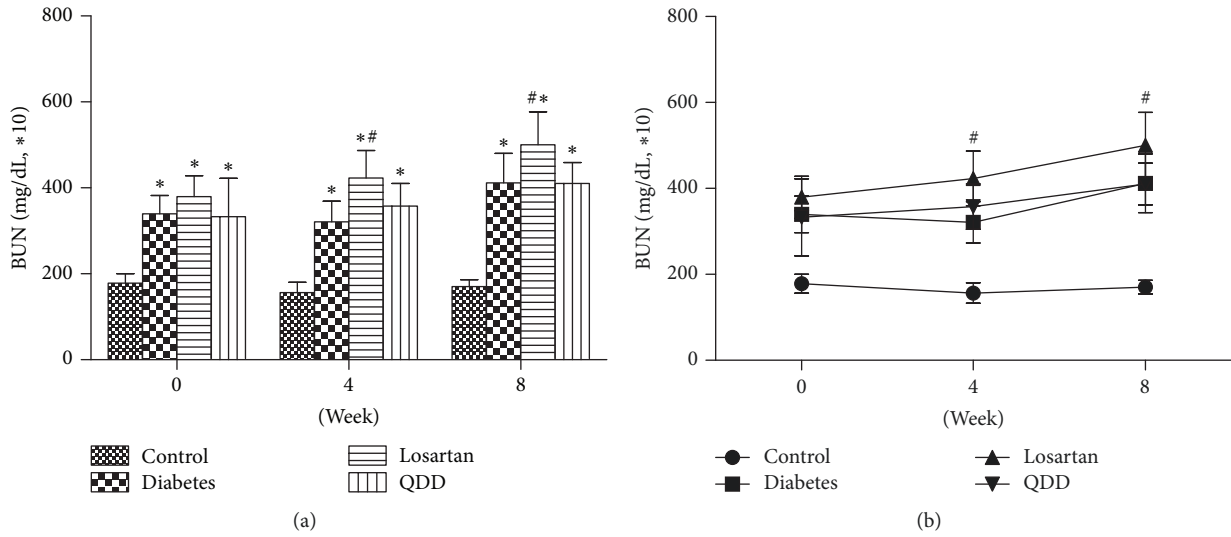 800
600
400
200
0
BUN (mg/dL, ∗10)
∗ ∗ ∗
∗ ∗# ∗
∗ #∗ ∗
0 4 8
(Week)
Control Losartan
Diabetes QDD
(a)
800
600
400
200
0
BUN (mg/dL, ∗10)
# #
0 4 8
(Week)
Control Losartan
Diabetes QDD
(b)